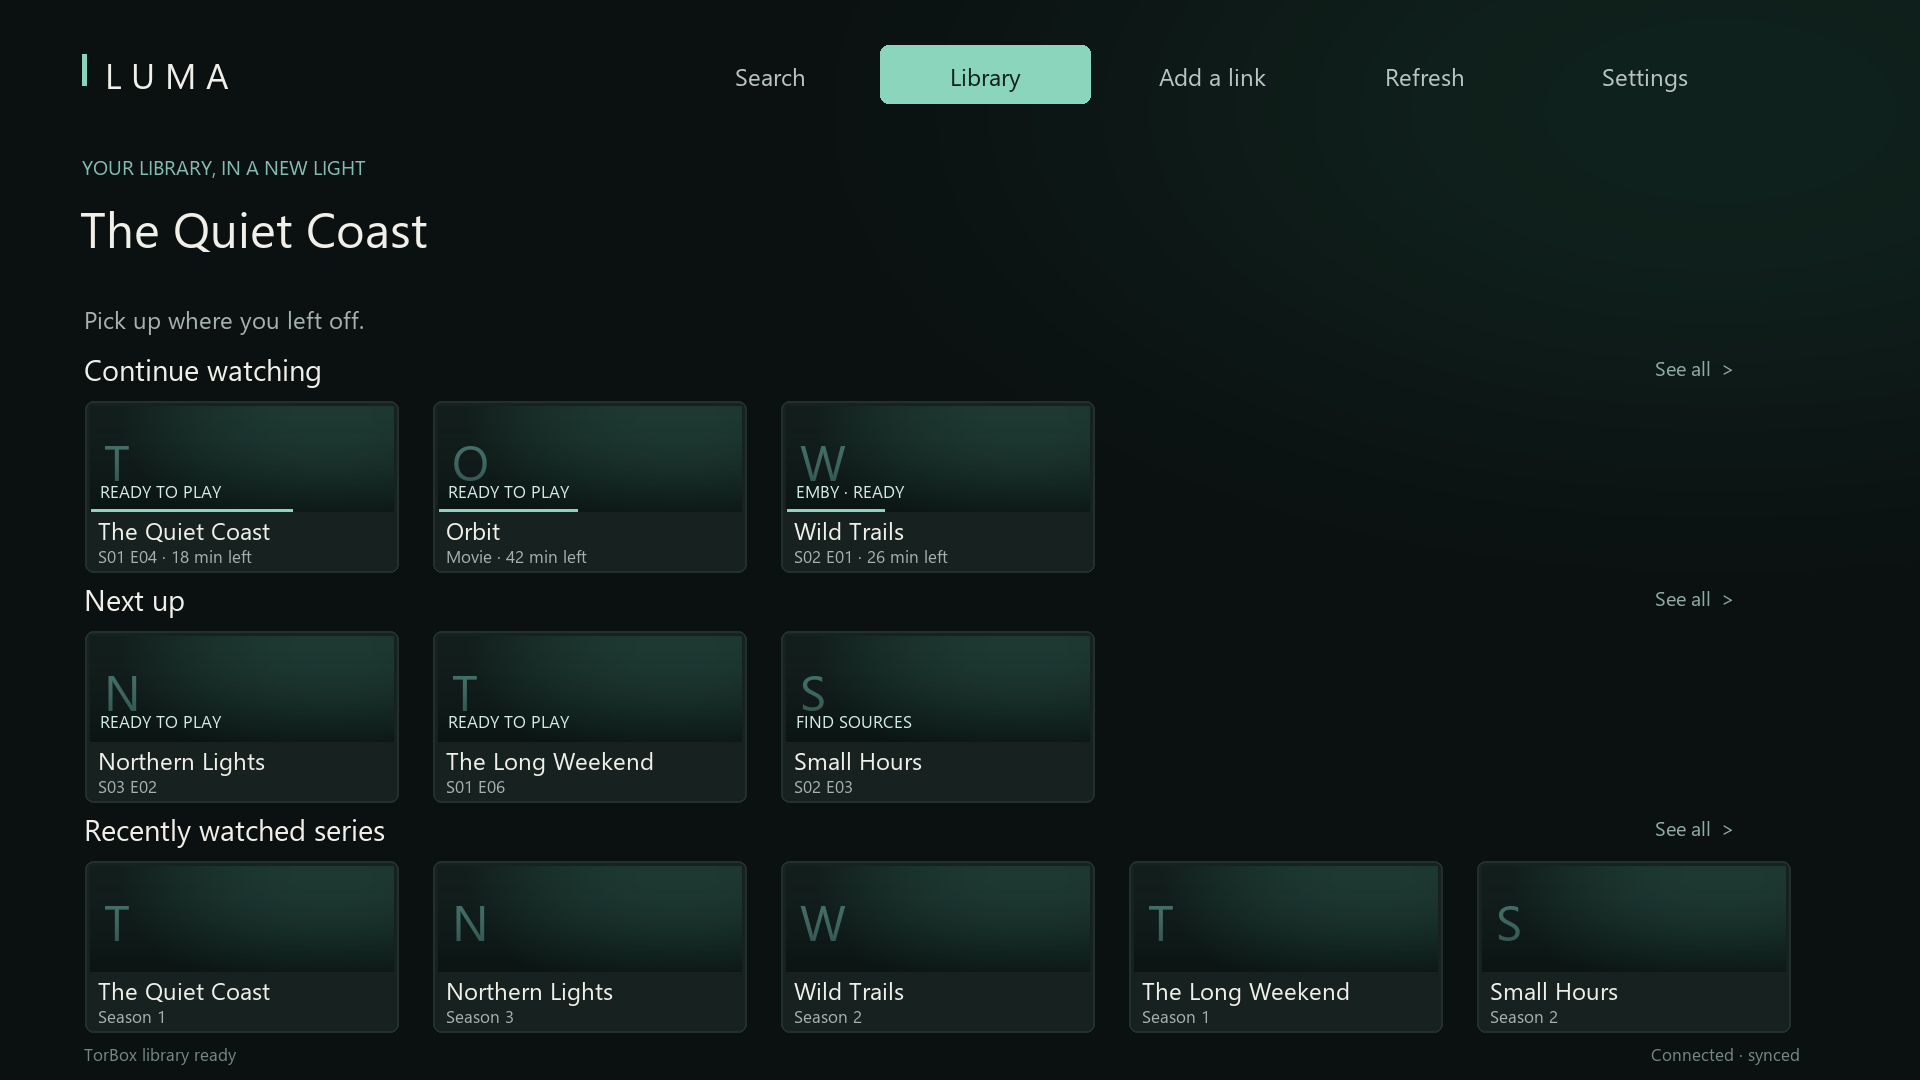 LUMA
Search Library Add a link Refresh Settings
YOUR LIBRARY, IN A NEW LIGHT
The Quiet Coast
Pick up where you left off.
Continue watching See all >
T O W
READY TO PLAY READY TO PLAY EMBY · READY
The Quiet Coast Orbit Wild Trails
S01 E04 · 18 min left Movie · 42 min left S02 E01 · 26 min left
Next up See all >
N T S
READY TO PLAY READY TO PLAY FIND SOURCES
Northern Lights The Long Weekend Small Hours
S03 E02 S01 E06 S02 E03
Recently watched series See all >
T N W T S
The Quiet Coast Northern Lights Wild Trails The Long Weekend Small Hours
Season 1 Season 3 Season 2 Season 1 Season 2
TorBox library ready Connected · synced